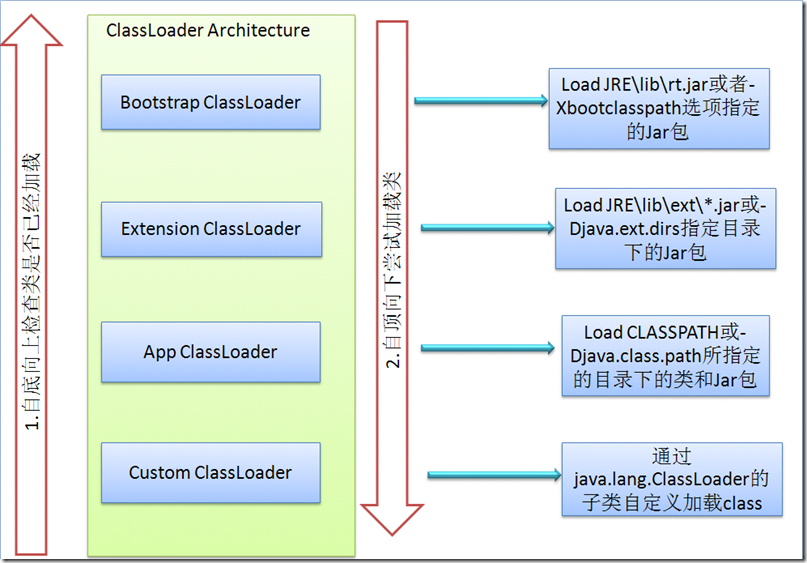 ClassLoader Architecture
1.自底向上检查类是否已经加载
2.自顶向下尝试加载类
Bootstrap ClassLoader
Load JRE\lib\rt.jar或者-
Xbootclasspath选项指定
的Jar包
Extension ClassLoader
Load JRE\lib\ext\*.jar或-
Djava.ext.dirs指定目录
下的Jar包
App ClassLoader
Load CLASSPATH或-
Djava.class.path所指定
的目录下的类和Jar包
Custom ClassLoader
通过
java.lang.ClassLoader的
子类自定义加载class